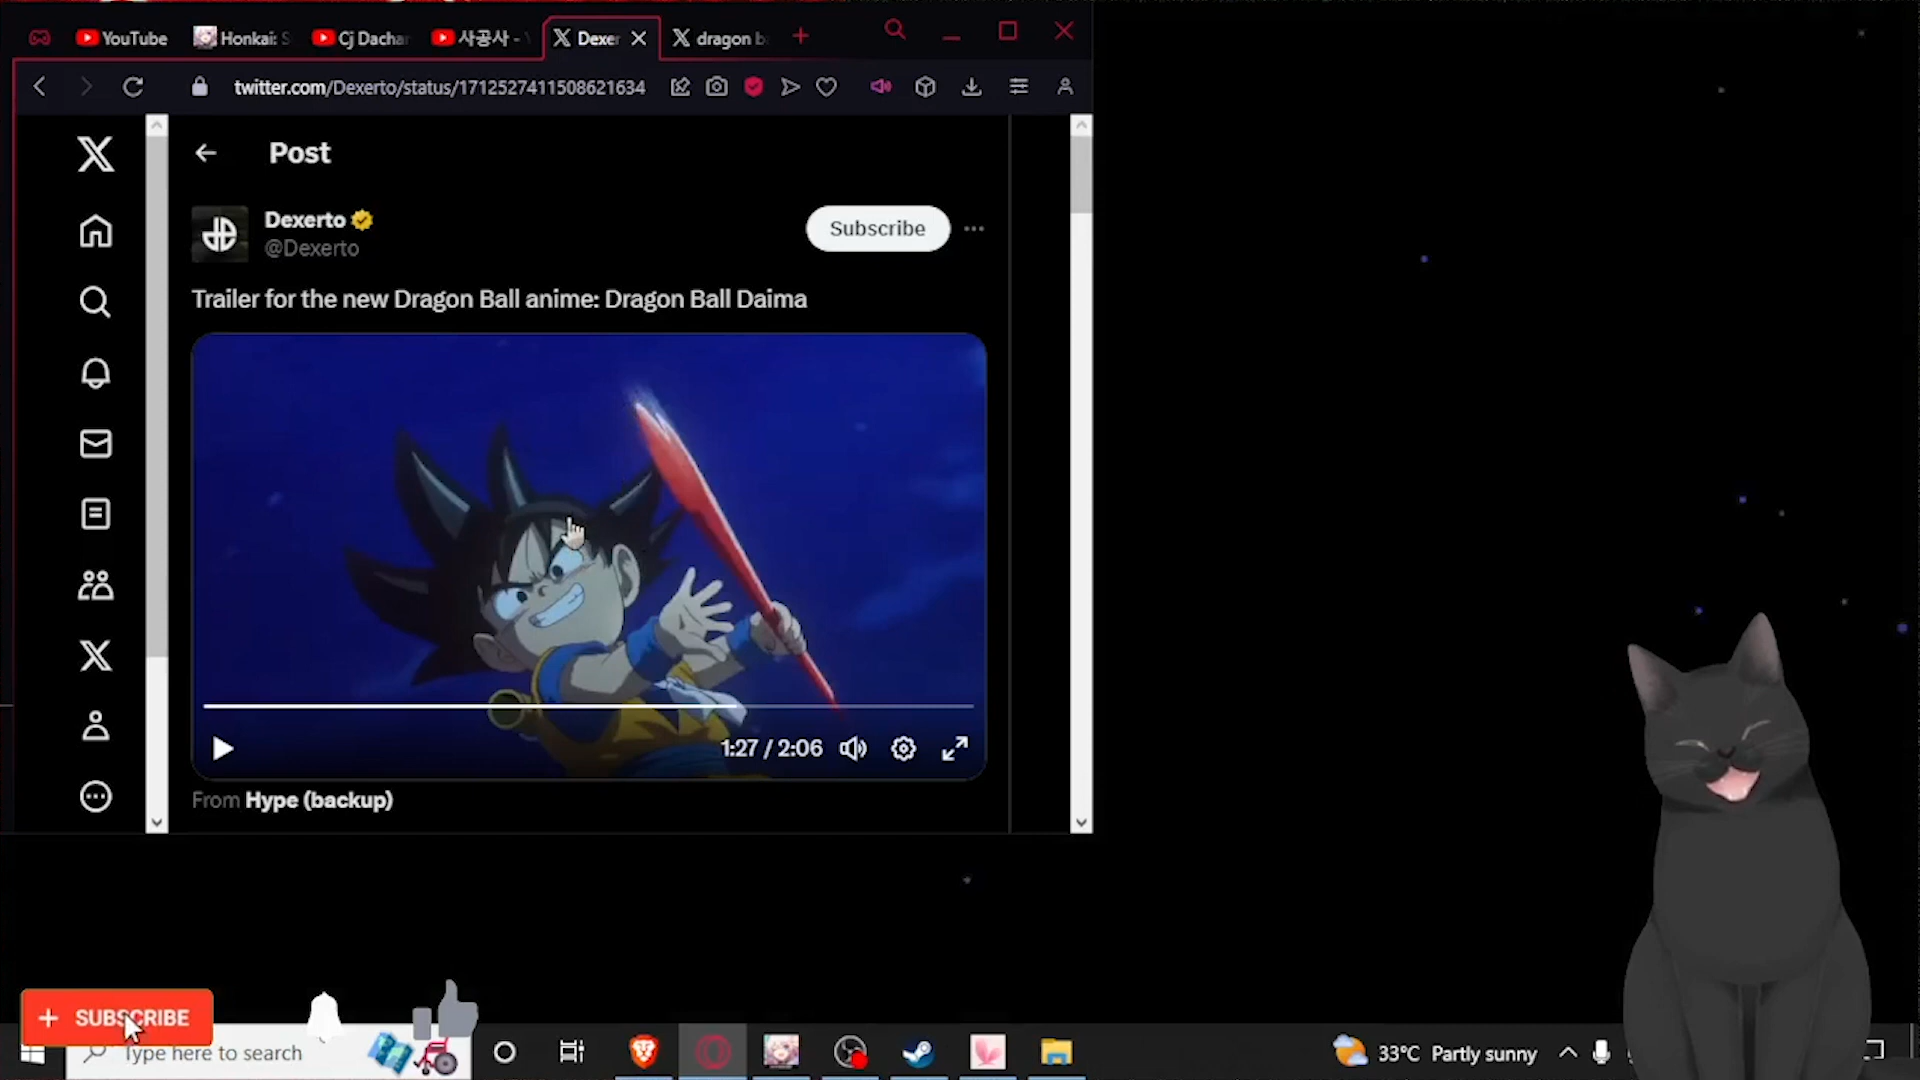 YouTube
Honkai: S
Cj Dachar
사공사 -
Dexer
dragon b
twitter.com/Dexerto/status/1712527411508621634
Post
Dexerto
@Dexerto
Subscribe
Trailer for the new Dragon Ball anime: Dragon Ball Daima
1:27 / 2:06
From Hype (backup)
+ SUBSCRIBE
Type here to search
33°C Partly sunny